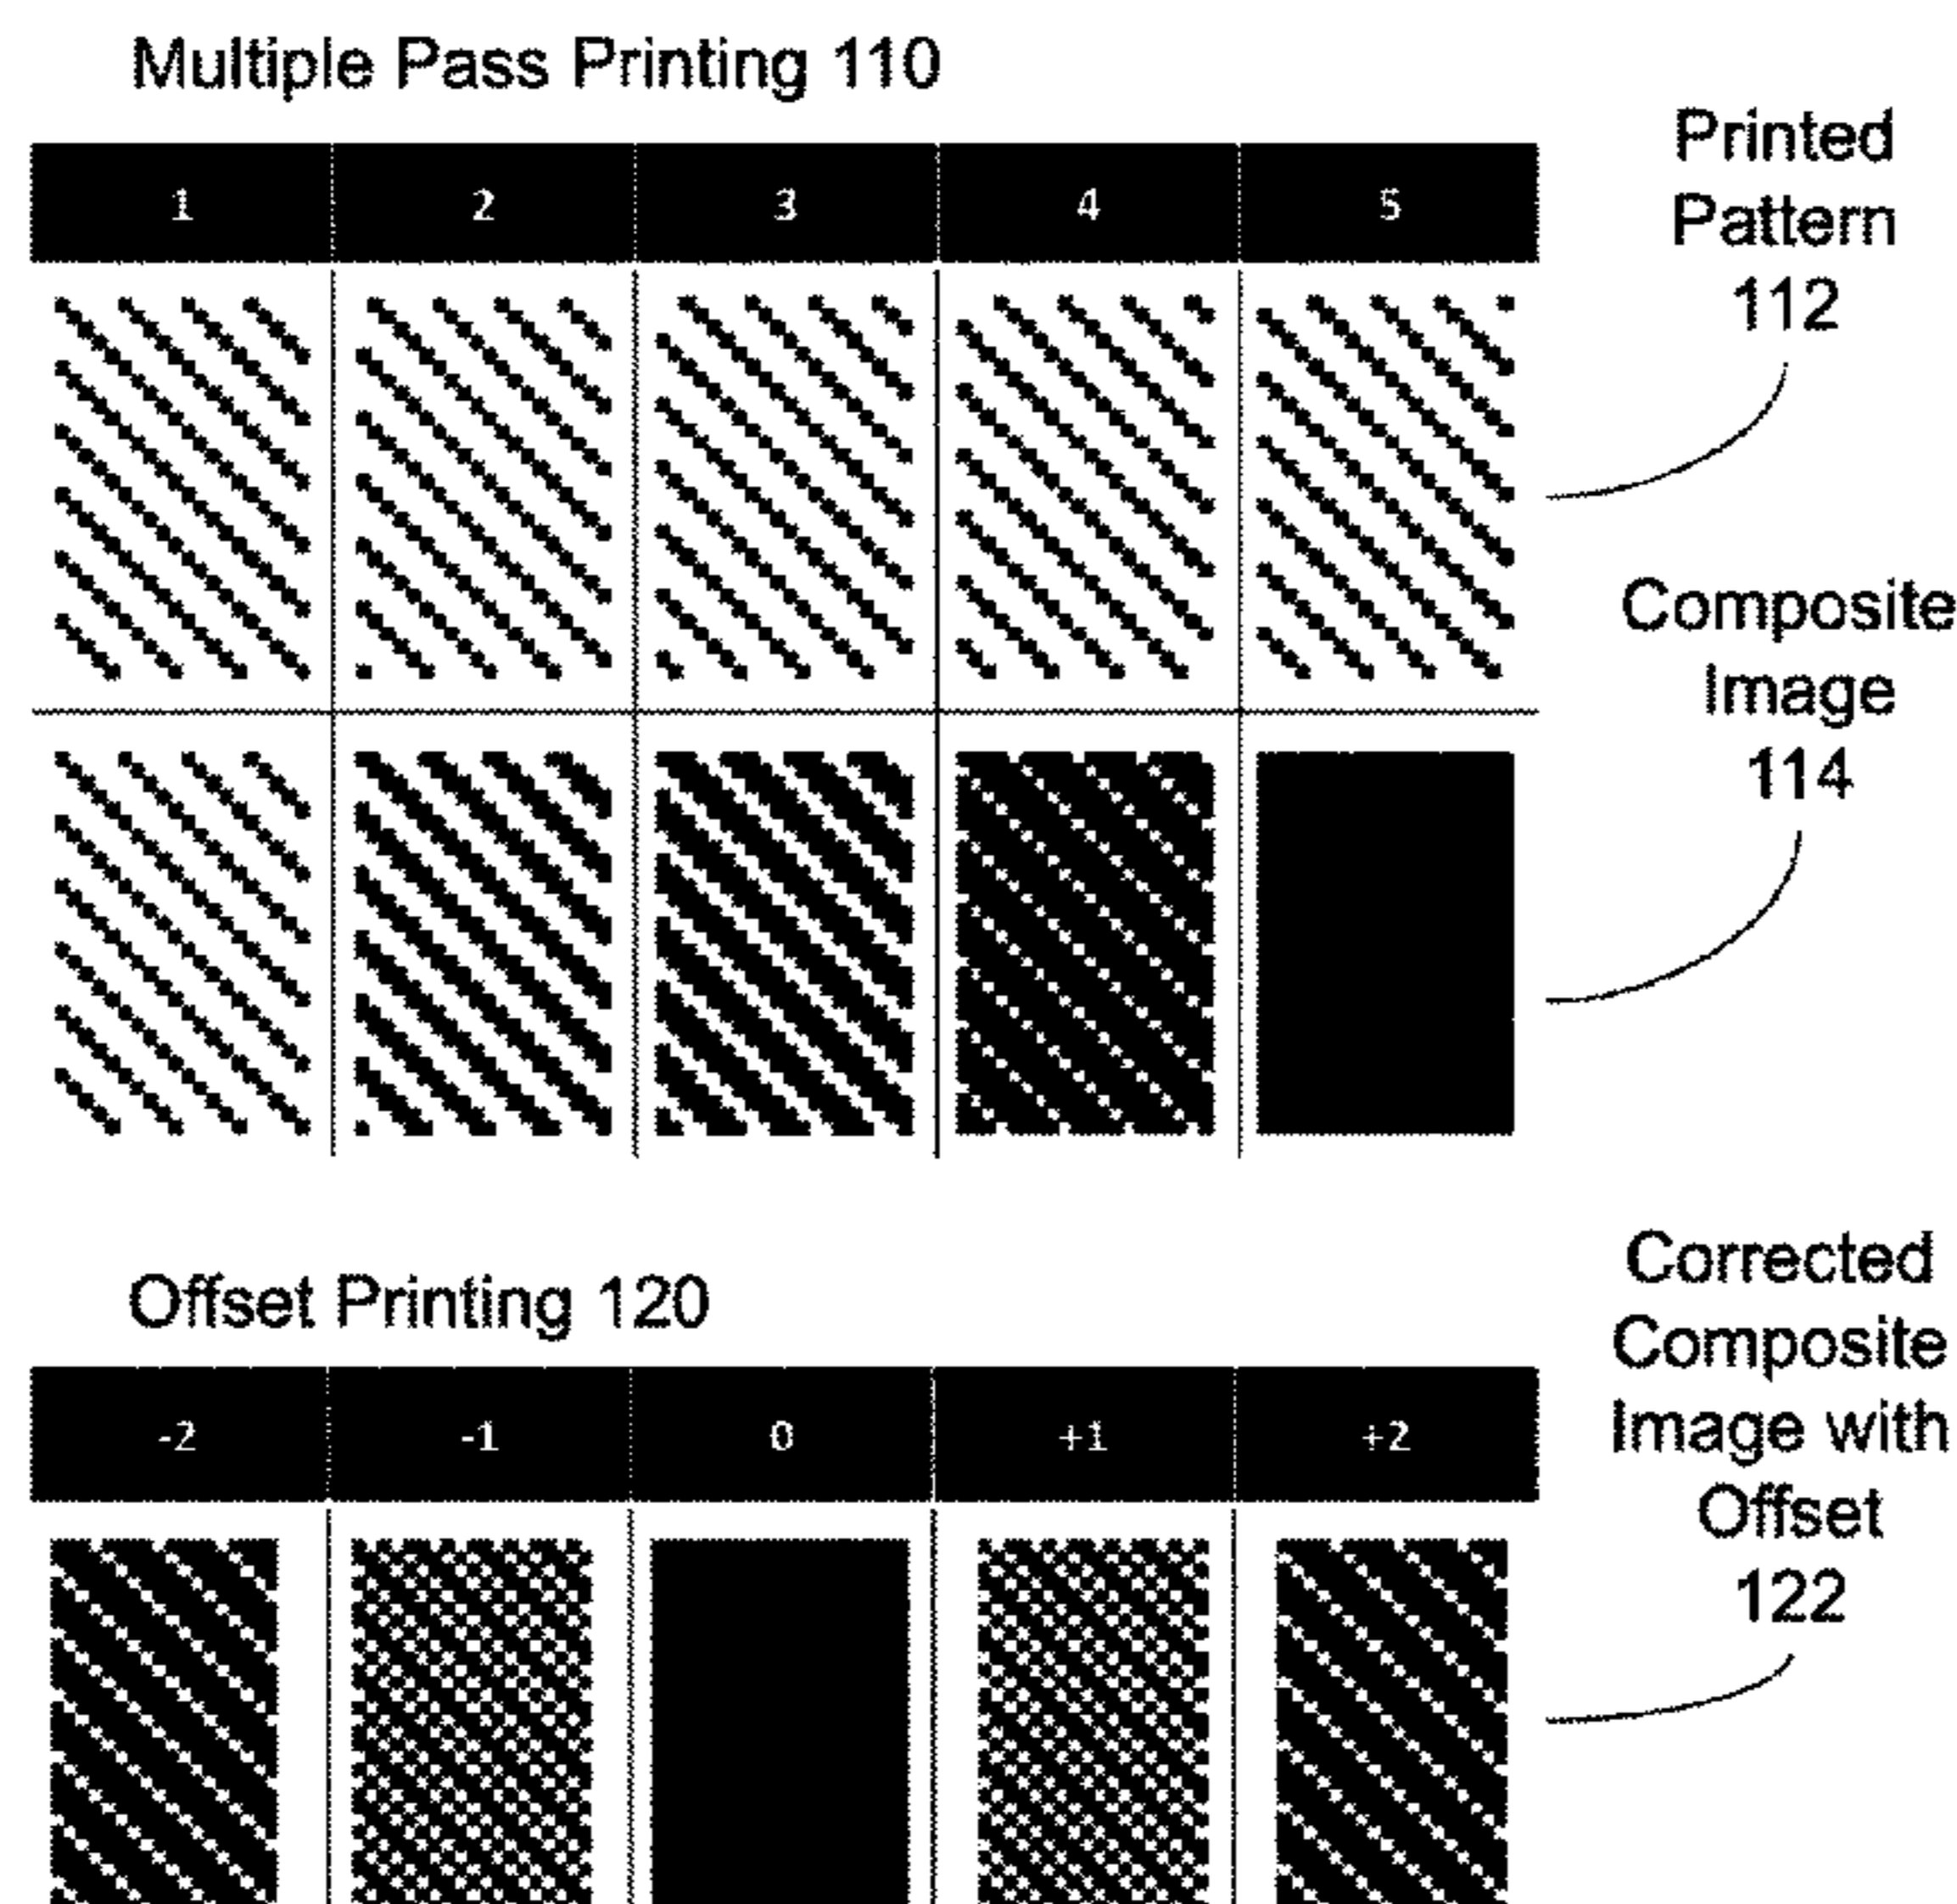 Multiple Pass Printing 110
1 2 3 4 5
Printed
Pattern
112
Composite
Image
114
Offset Printing 120
-2 -1 0 +1 +2
Corrected
Composite
Image with
Offset
122